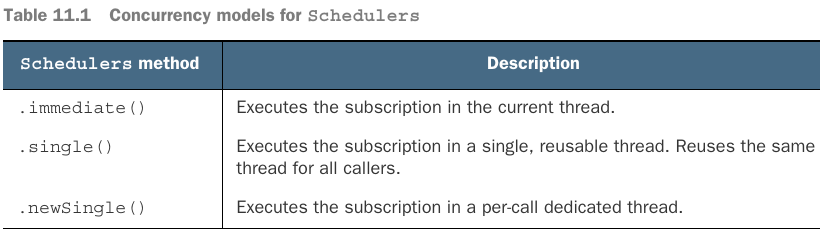 Table 11.1 Concurrency models for Schedulers
Schedulers method Description
.immediate() Executes the subscription in the current thread.
.single() Executes the subscription in a single, reusable thread. Reuses the same
thread for all callers.
.newSingle() Executes the subscription in a per-call dedicated thread.